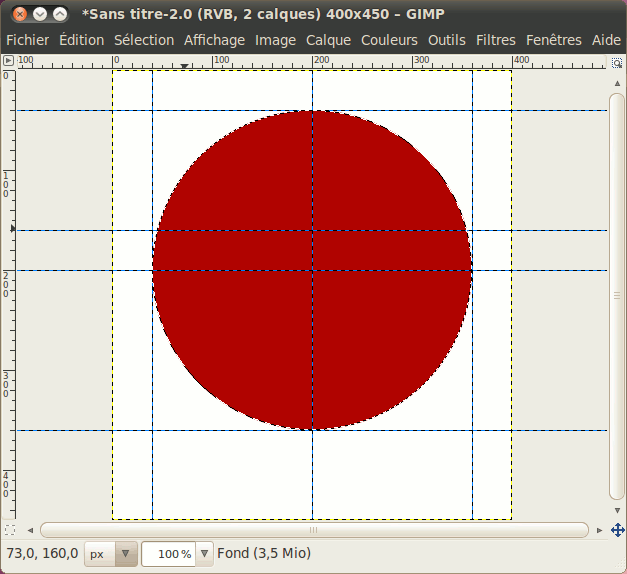 *Sans titre-2.0 (RVB, 2 calques) 400x450 – GIMP
Fichier Édition Sélection Affichage Image Calque Couleurs Outils Filtres Fenêtres Aide
-100 0 100 200 300 400
0
100
200
300
400
73,0, 160,0 px 100 % Fond (3,5 Mio)